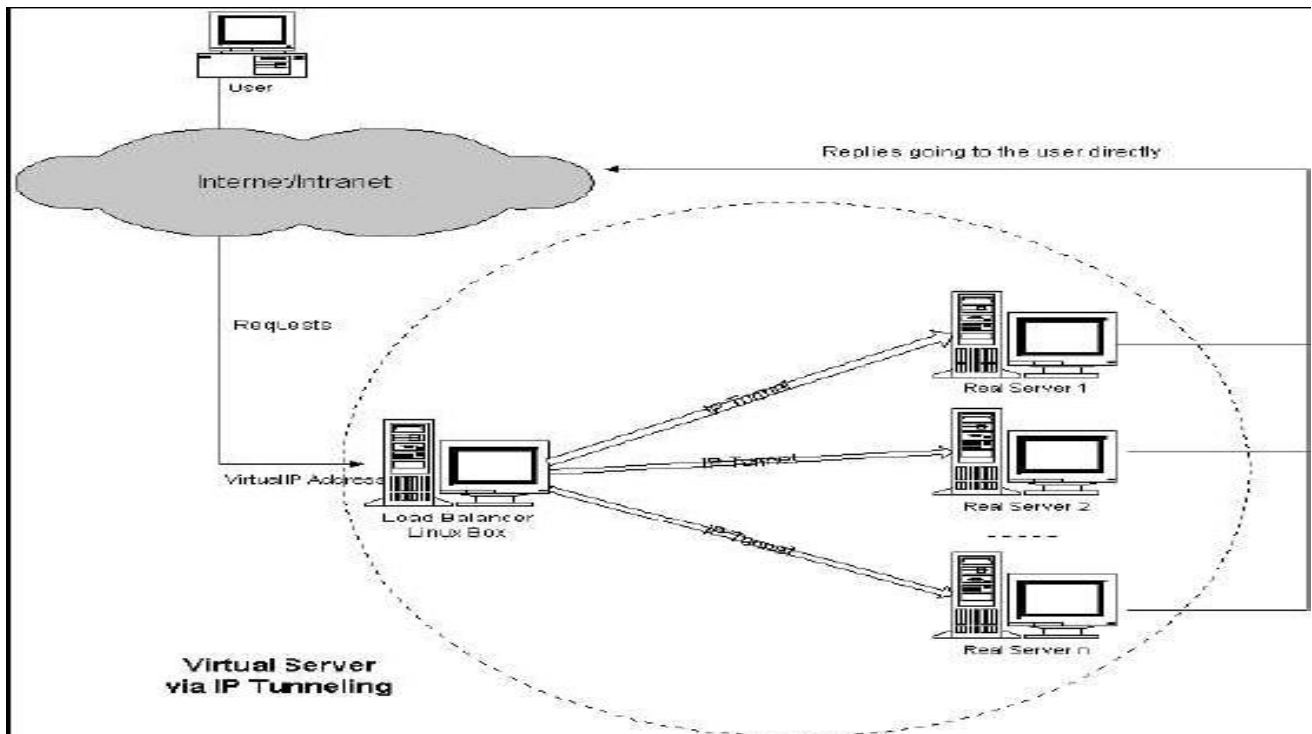 User
Replies going to the user directly
Internet/Intranet
Requests
IP Tunnel
Real Server 1
IP Tunnel
Virtual IP Address
Load Balancer
Linux Box
Real Server 2
IP Tunnel
Real Server n
Virtual Server
via IP Tunneling